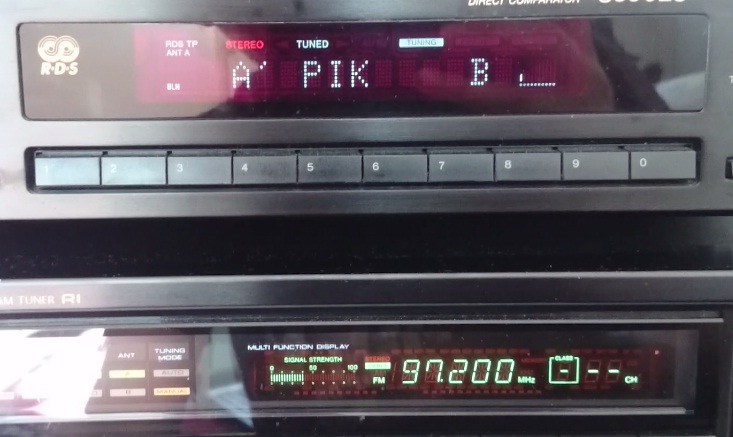 DIRECT COMPARATOR
R·D·S
RDS TP STEREO TUNED TUNING
ANT A
A' PIK B
BLR
1 2 3 4 5 6 7 8 9 0
AM TUNER R1
MULTI FUNCTION DISPLAY
ANT TUNING MODE
SIGNAL STRENGTH
0 50 100
STEREO
A AUTO
FM 97.200 MHz
CLASS
- -- CH
B MANUAL